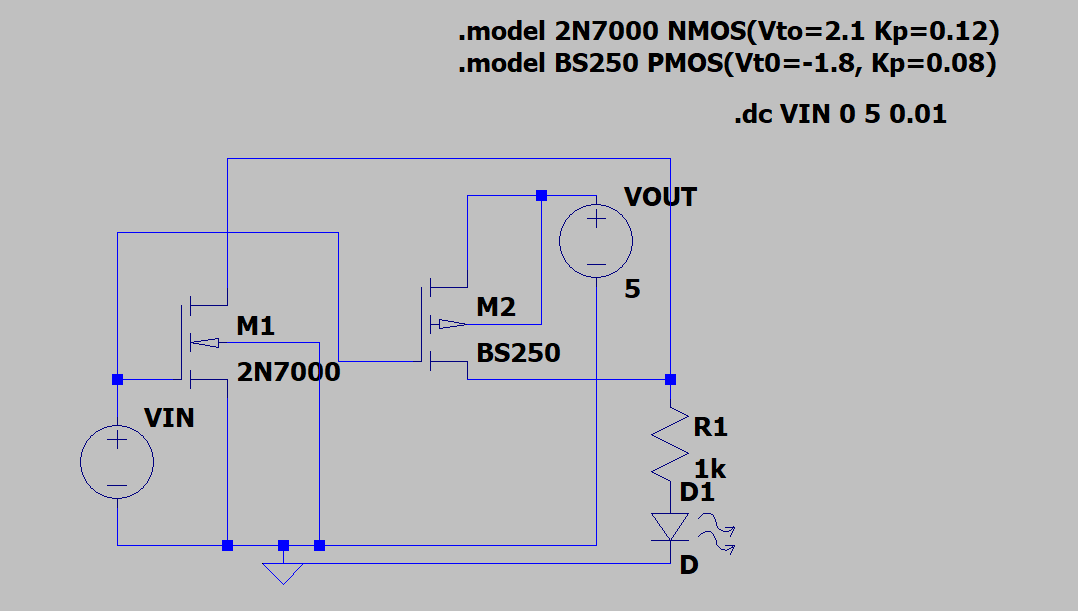 .model 2N7000 NMOS(Vto=2.1 Kp=0.12)
.model BS250 PMOS(Vt0=-1.8, Kp=0.08)
.dc VIN 0 5 0.01
VOUT
5
M1
2N7000
M2
BS250
VIN
R1
1k
D1
D